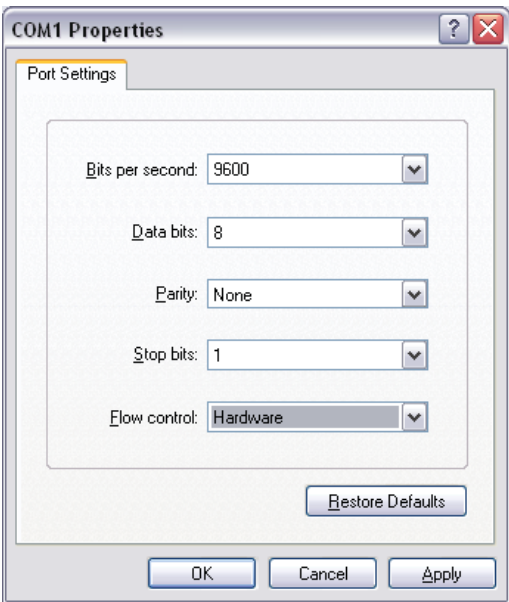 COM1 Properties
Port Settings
Bits per second: 9600
Data bits: 8
Parity: None
Stop bits: 1
Flow control: Hardware
Restore Defaults
OK Cancel Apply